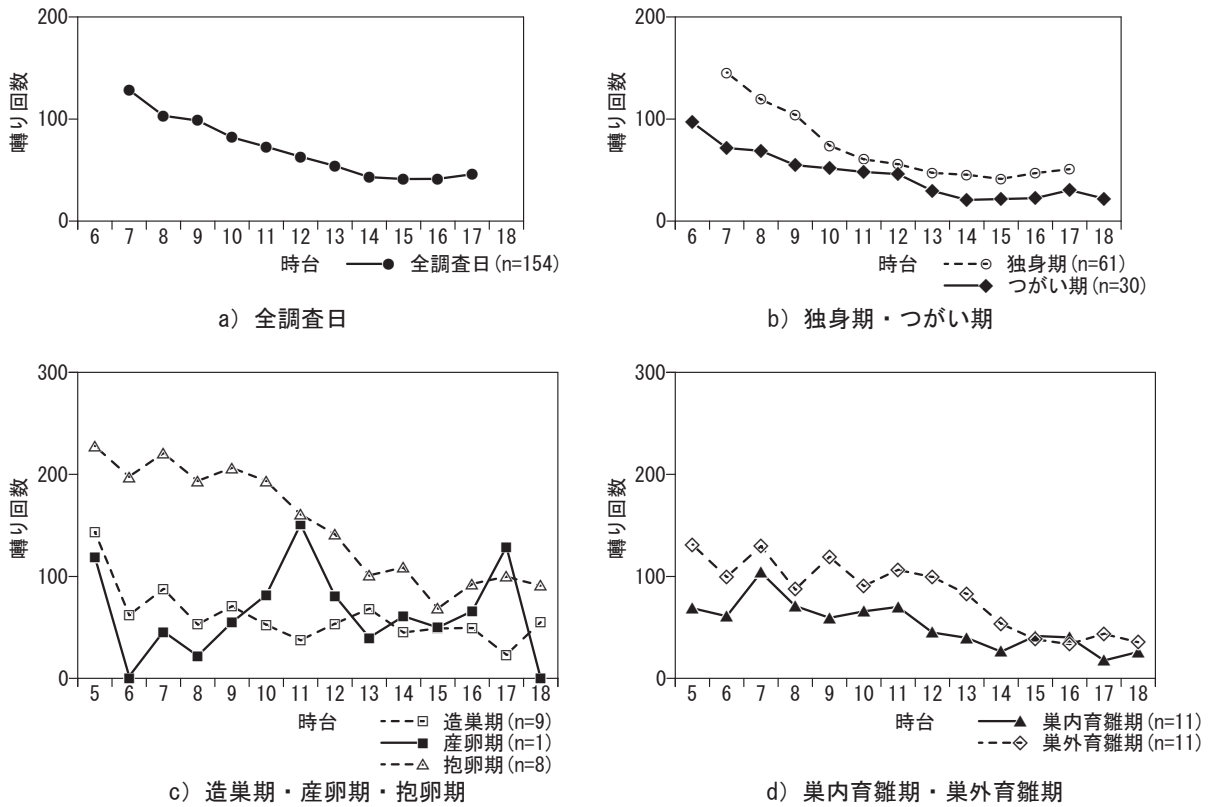 200
100
0
囀り回数
6 7 8 9 10 11 12 13 14 15 16 17 18
時台
全調査日(n=154)
a) 全調査日
200
100
0
囀り回数
6 7 8 9 10 11 12 13 14 15 16 17 18
時台
独身期(n=61)
つがい期(n=30)
b) 独身期・つがい期
300
200
100
0
囀り回数
5 6 7 8 9 10 11 12 13 14 15 16 17 18
時台
造巣期(n=9)
産卵期(n=1)
抱卵期(n=8)
c) 造巣期・産卵期・抱卵期
300
200
100
0
囀り回数
5 6 7 8 9 10 11 12 13 14 15 16 17 18
時台
巣内育雛期(n=11)
巣外育雛期(n=11)
d) 巣内育雛期・巣外育雛期